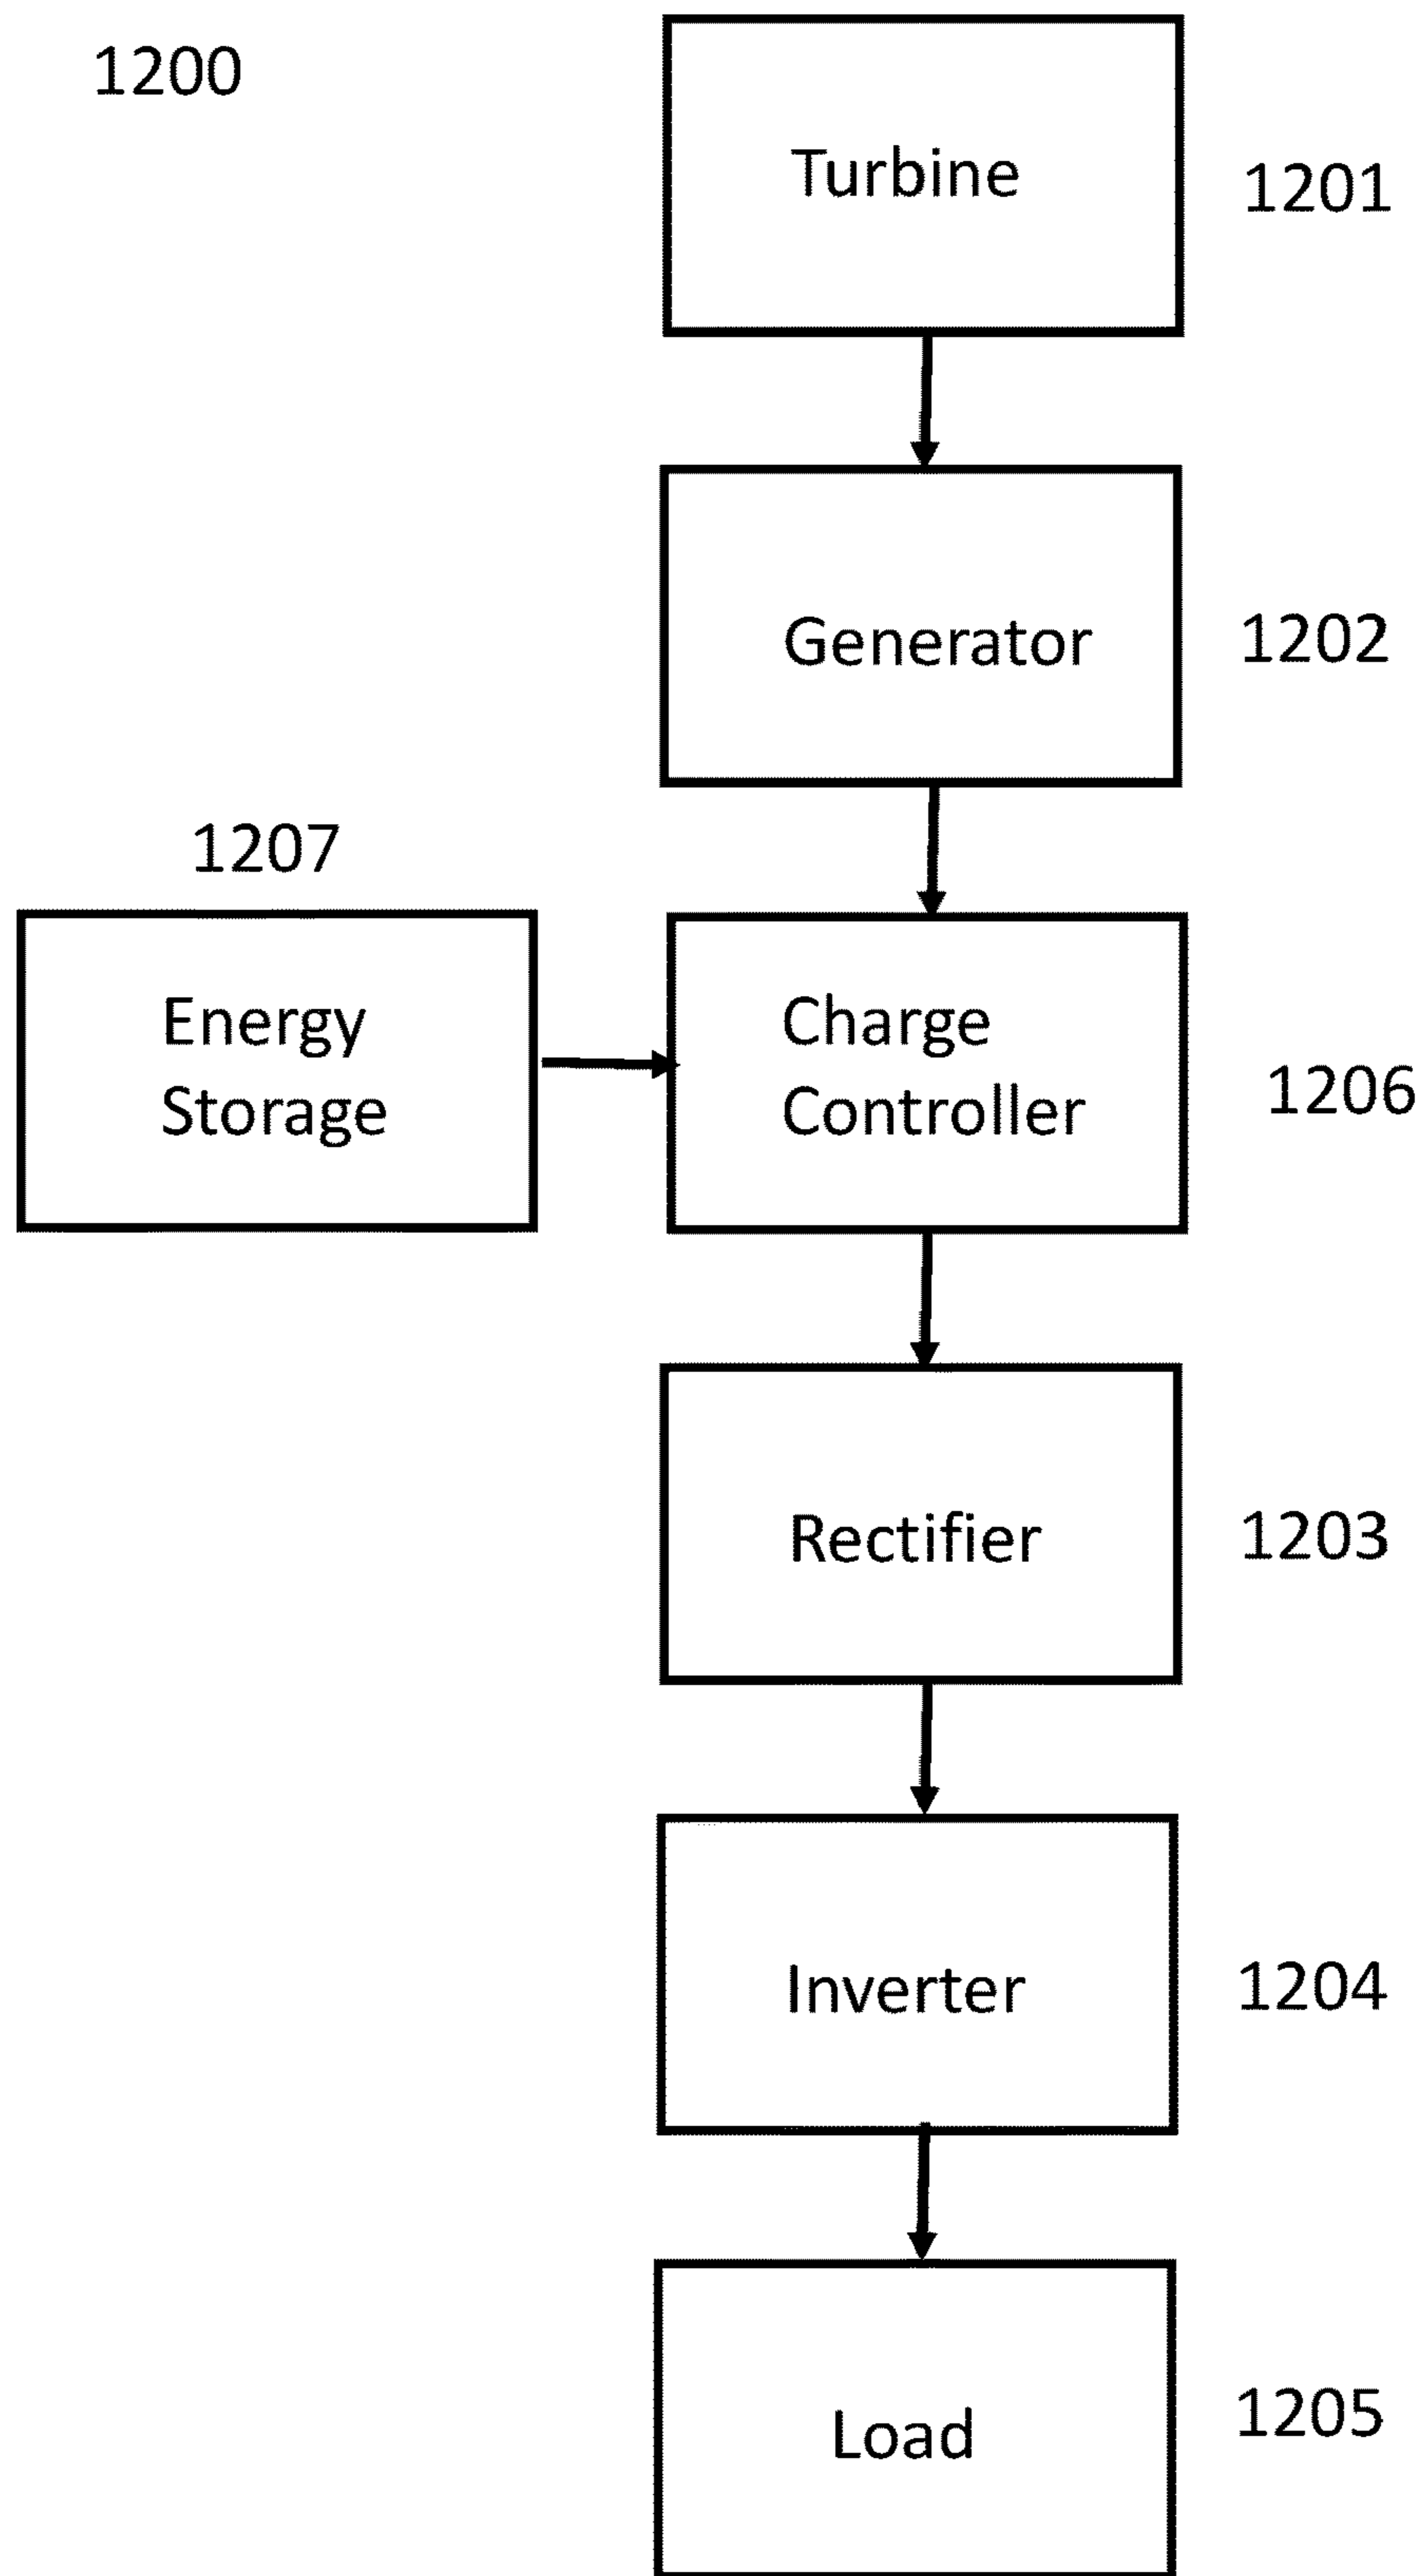 1200
Turbine
1201
Generator
1202
1207
Energy
Storage
Charge
Controller
1206
Rectifier
1203
Inverter
1204
Load
1205